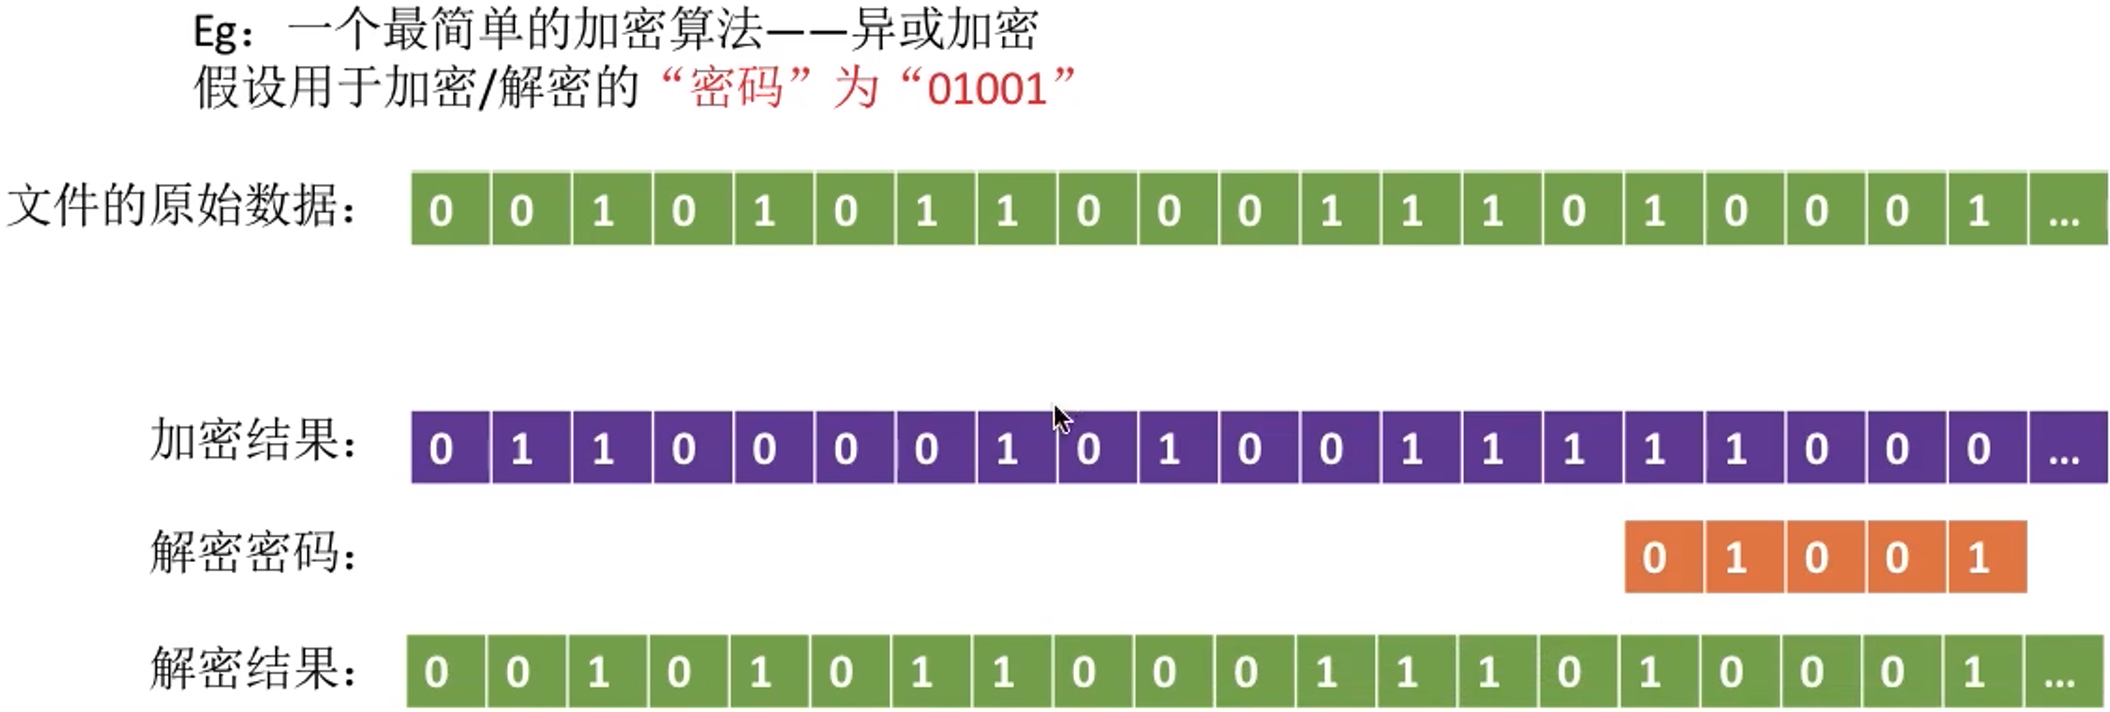 Eg：一个最简单的加密算法——异或加密
假设用于加密/解密的“密码”为“01001”
文件的原始数据： 0 0 1 0 1 0 1 1 0 0 0 1 1 1 0 1 0 0 0 1 ...
加密结果： 0 1 1 0 0 0 0 1 0 1 0 0 1 1 1 1 1 0 0 0 ...
解密密码： 0 1 0 0 1
解密结果： 0 0 1 0 1 0 1 1 0 0 0 1 1 1 0 1 0 0 0 1 ...